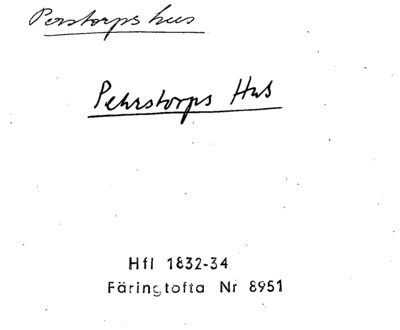 Perstorps hus
Pehrstorps Hus
Hfl 1832-34
Färingtofta Nr 8951